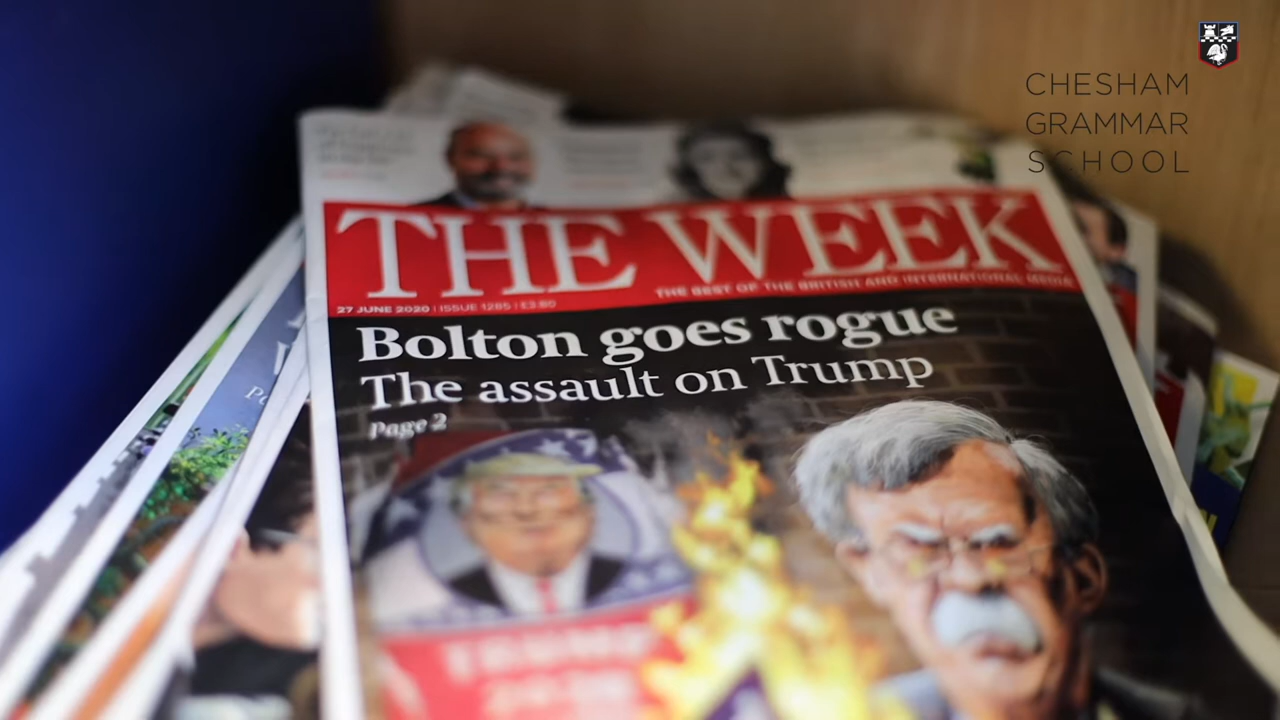 CHESHAM
GRAMMAR
SCHOOL
THE WEEK
THE BEST OF THE BRITISH AND INTERNATIONAL MEDIA
27 JUNE 2020 | ISSUE 1285 | £3.80
Bolton goes rogue
The assault on Trump
Page 2
TRUMP